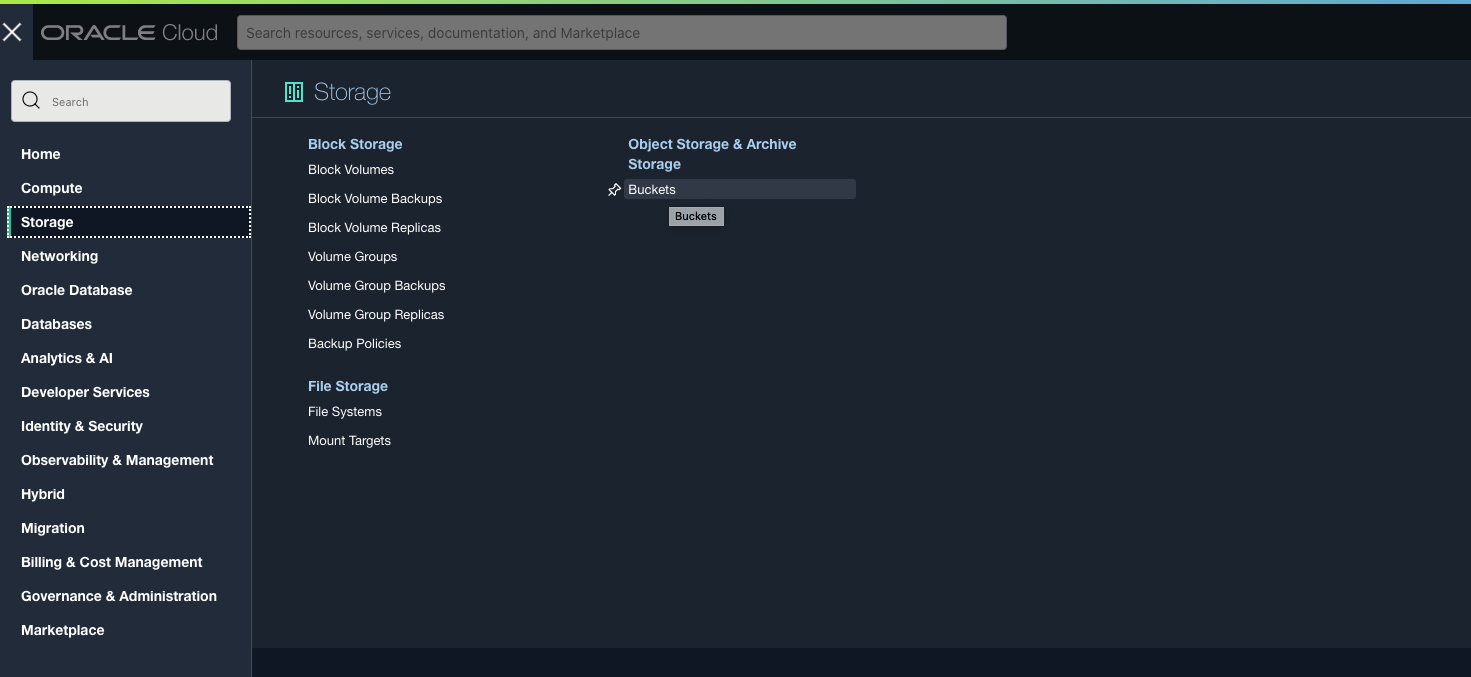 ORACLE Cloud
Search resources, services, documentation, and Marketplace
Search
Home
Compute
Storage
Networking
Oracle Database
Databases
Analytics & AI
Developer Services
Identity & Security
Observability & Management
Hybrid
Migration
Billing & Cost Management
Governance & Administration
Marketplace
Storage
Block Storage
Block Volumes
Block Volume Backups
Block Volume Replicas
Volume Groups
Volume Group Backups
Volume Group Replicas
Backup Policies
File Storage
File Systems
Mount Targets
Object Storage & Archive
Storage
Buckets
Buckets